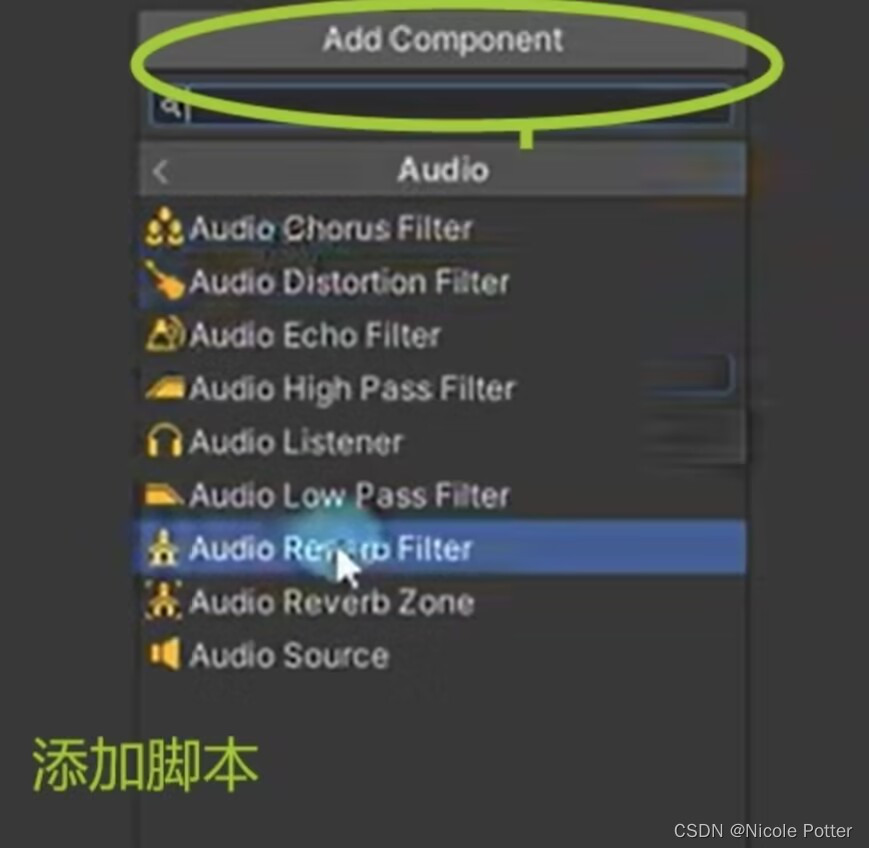 Add Component
Audio
Audio Chorus Filter
Audio Distortion Filter
Audio Echo Filter
Audio High Pass Filter
Audio Listener
Audio Low Pass Filter
Audio Reverb Filter
Audio Reverb Zone
Audio Source
添加脚本
CSDN @Nicole Potter